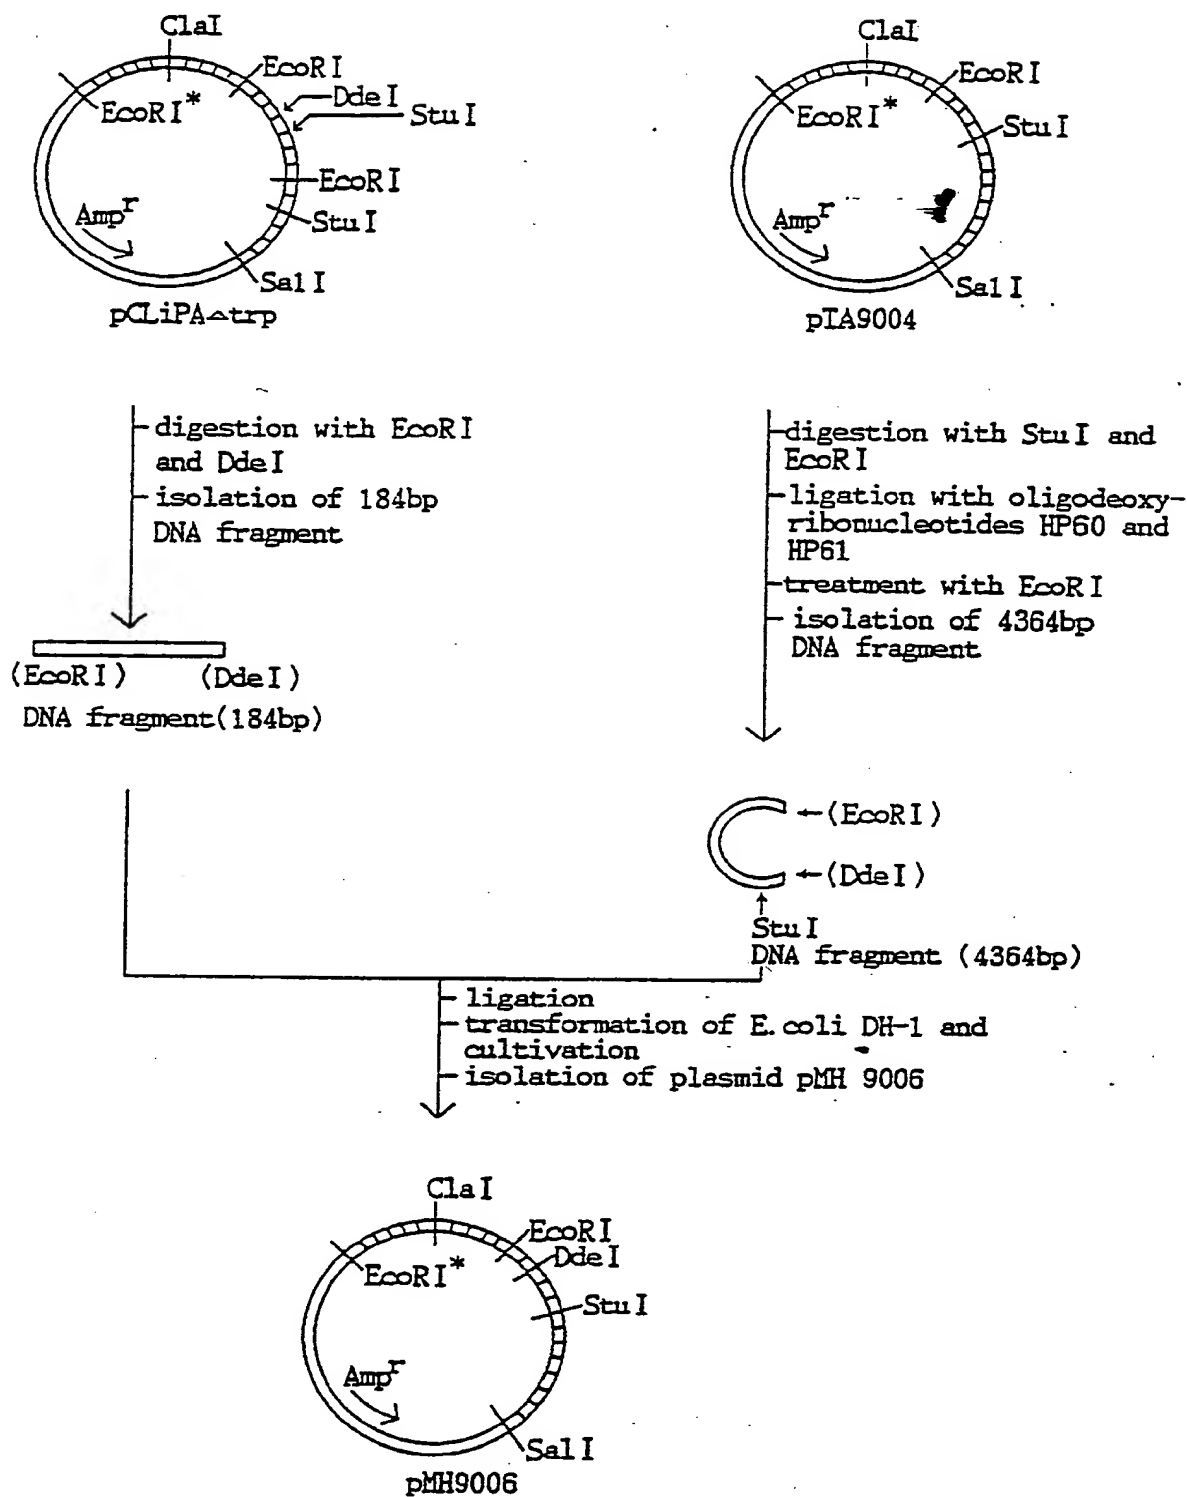 ClaI
EcoRI
DdeI
StuI
EcoRI*
EcoRI
StuI
Ampr
SalI
pCLiPA△trp
ClaI
EcoRI
EcoRI*
StuI
Ampr
SalI
pTA9004
digestion with EcoRI
and DdeI
isolation of 184bp
DNA fragment
(EcoRI) (DdeI)
DNA fragment(184bp)
digestion with StuI and
EcoRI
ligation with oligodeoxy-
ribonucleotides HP60 and
HP61
treatment with EcoRI
isolation of 4364bp
DNA fragment
←(EcoRI)
←(DdeI)
StuI
DNA fragment (4364bp)
ligation
transformation of E.coli DH-1 and
cultivation
isolation of plasmid pMH 9006
ClaI
EcoRI
DdeI
EcoRI*
StuI
Ampr
SalI
pMH9006